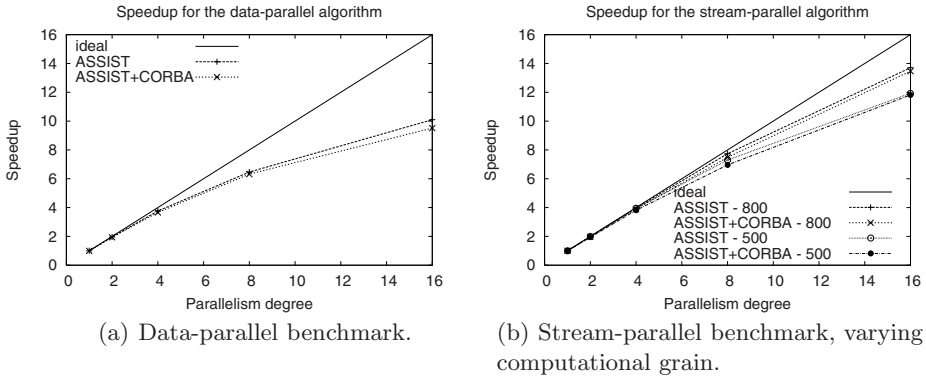 Speedup for the data-parallel algorithm
16
14
12
10
8
6
4
2
0
0 2 4 6 8 10 12 14 16
Speedup
Parallelism degree
ideal
ASSIST
ASSIST+CORBA
(a) Data-parallel benchmark.
Speedup for the stream-parallel algorithm
16
14
12
10
8
6
4
2
0
0 2 4 6 8 10 12 14 16
Speedup
Parallelism degree
ideal
ASSIST - 800
ASSIST+CORBA - 800
ASSIST - 500
ASSIST+CORBA - 500
(b) Stream-parallel benchmark, varying
computational grain.